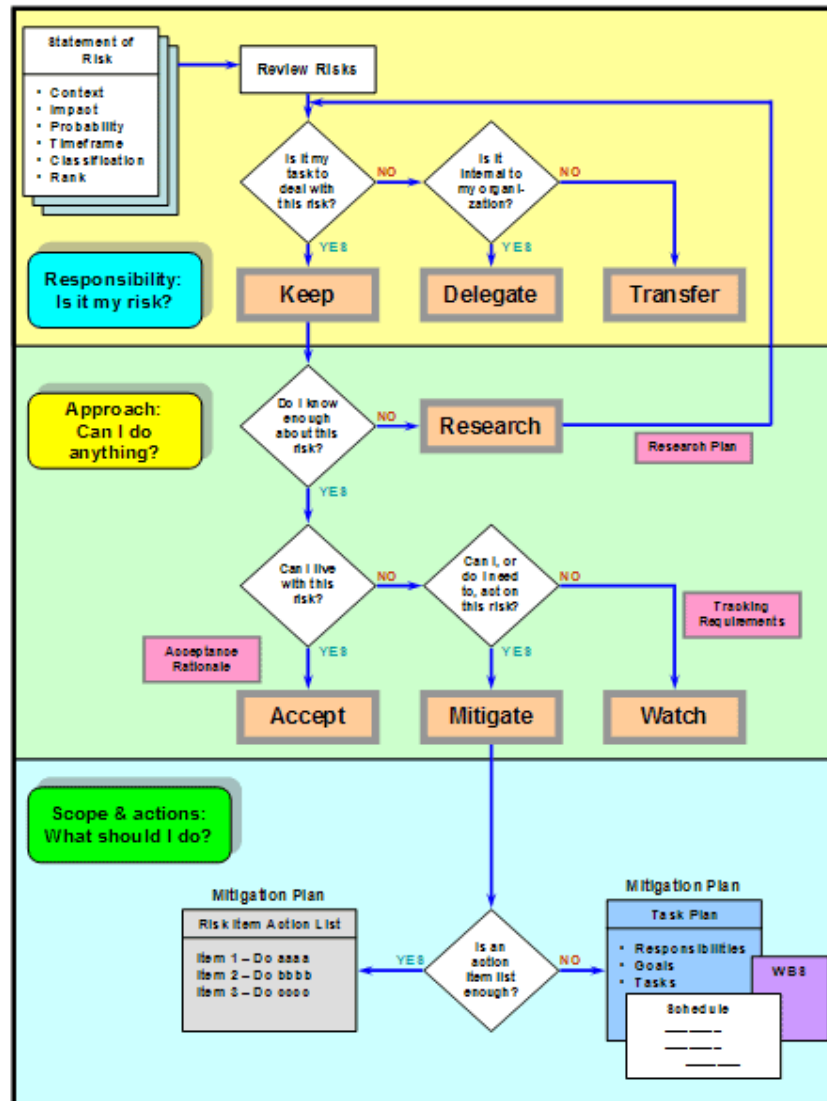 Statement of
Risk
• Context
• Impact
• Probability
• Timeframe
• Classification
• Rank
Review Risks
Is it my
task to
deal with
this risk?
NO
Is it
internal to
my organi-
zation?
NO
YES
YES
Responsibility:
Is it my risk?
Keep
Delegate
Transfer
Approach:
Can I do
anything?
Do I know
enough
about this
risk?
NO
Research
Research Plan
YES
Can I live
with this
risk?
NO
Can I, or
do I need
to, act on
this risk?
NO
Tracking
Requirements
Acceptance
Rationale
YES
YES
Accept
Mitigate
Watch
Scope & actions:
What should I do?
Mitigation Plan
Risk Item Action List
Item 1 – Do aaaa
Item 2 – Do bbbb
Item 3 – Do cccc
YES
Is an
action
item list
enough?
NO
Mitigation Plan
Task Plan
• Responsibilities
• Goals
• Tasks
WBS
Schedule